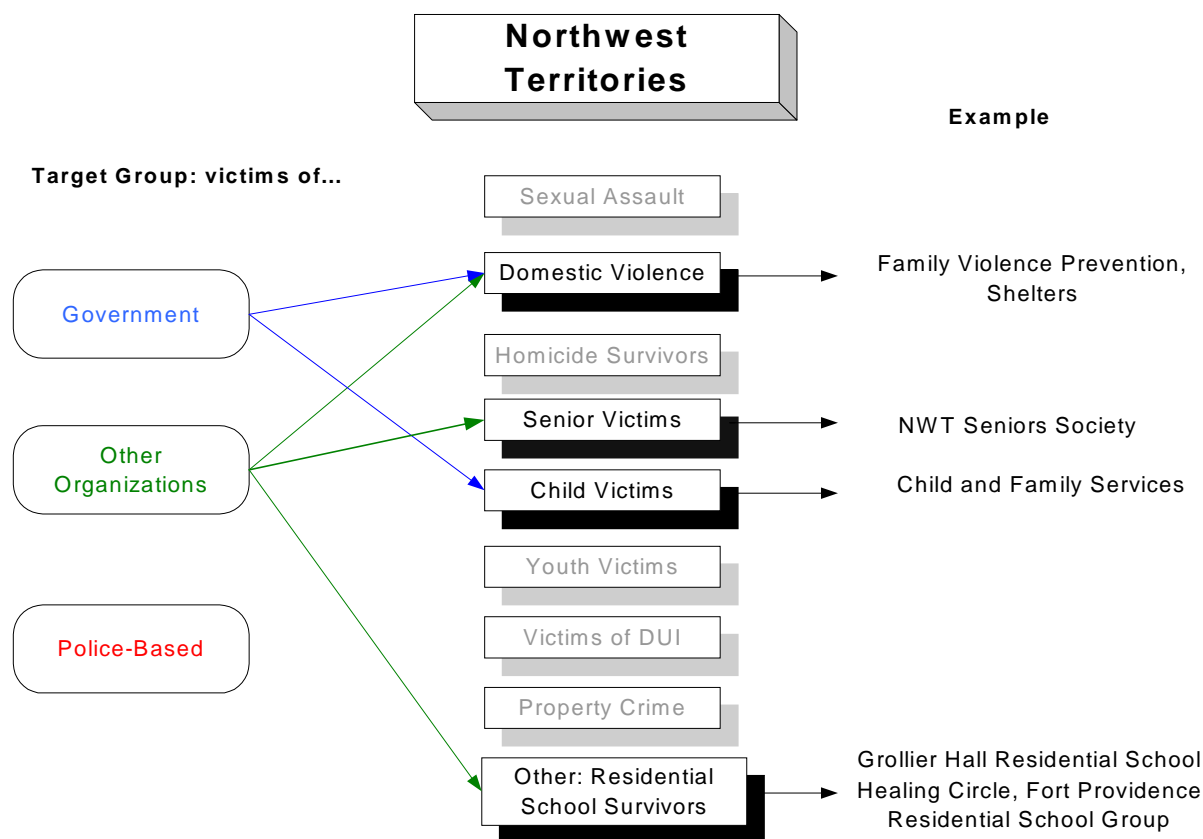 Northwest
Territories
Example
Target Group: victims of...
Sexual Assault
Government
Domestic Violence
Family Violence Prevention,
Shelters
Homicide Survivors
Other
Organizations
Senior Victims
NWT Seniors Society
Child Victims
Child and Family Services
Youth Victims
Police-Based
Victims of DUI
Property Crime
Other: Residential
School Survivors
Grollier Hall Residential School
Healing Circle, Fort Providence
Residential School Group